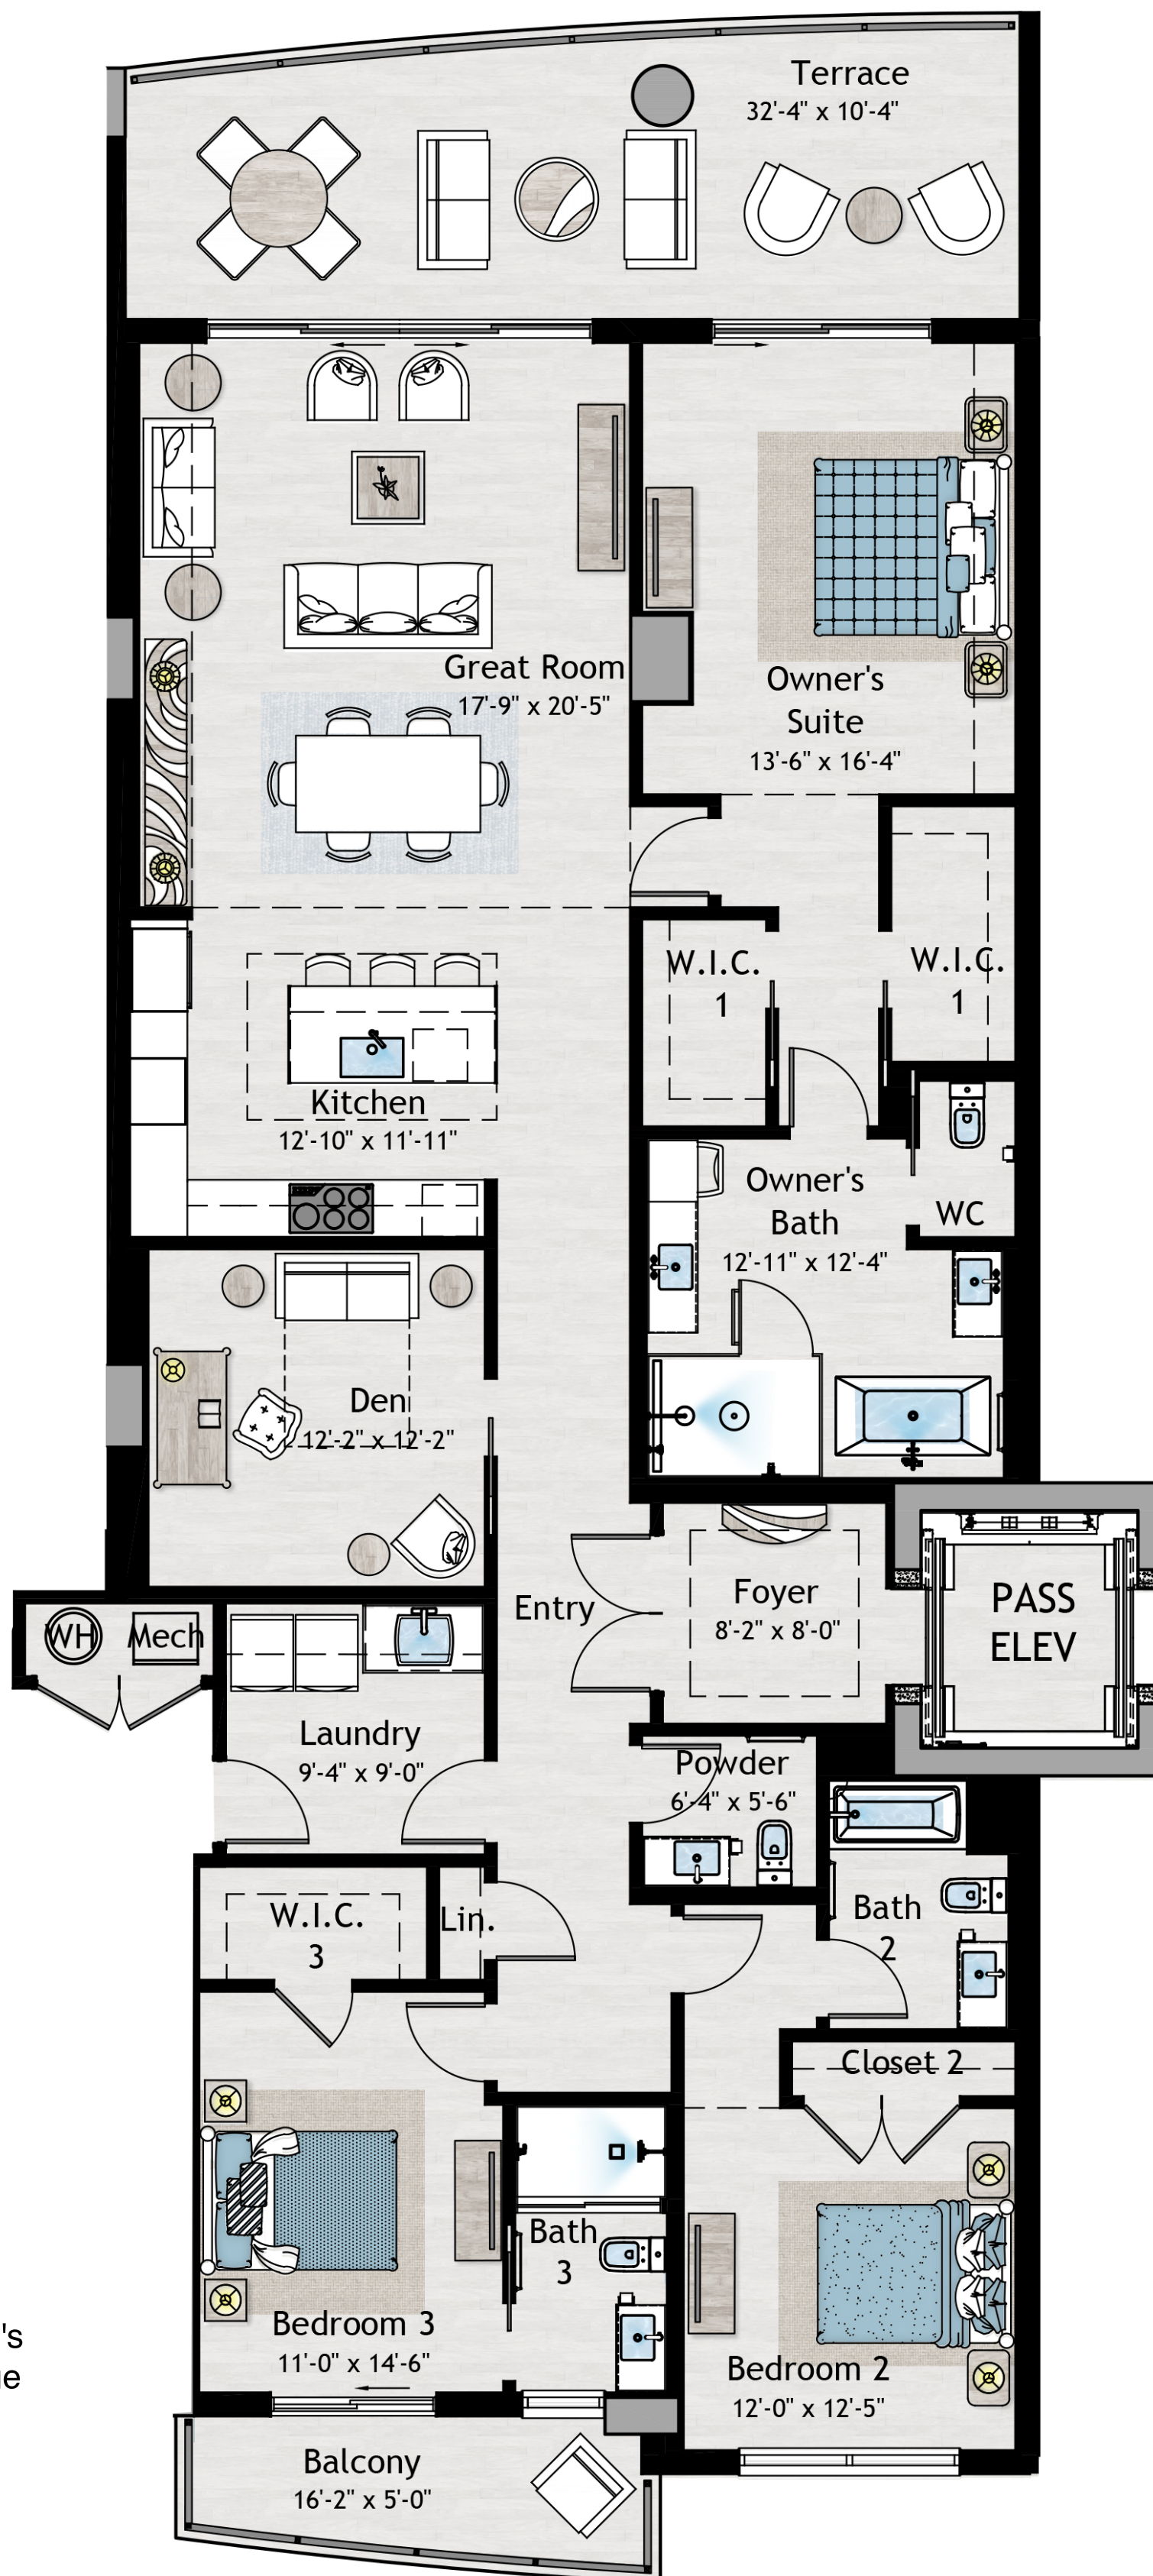 Terrace
32'-4" x 10'-4"
Great Room
17'-9" x 20'-5"
Owner's
Suite
13'-6" x 16'-4"
W.I.C.
1
W.I.C.
1
Kitchen
12'-10" x 11'-11"
Owner's
Bath
12'-11" x 12'-4"
WC
Den
12'-2" x 12'-2"
Entry
Foyer
8'-2" x 8'-0"
PASS
ELEV
WH
Mech
Laundry
9'-4" x 9'-0"
Powder
6'-4" x 5'-6"
W.I.C.
3
Lin.
Bath
2
Closet 2
Bath
3
Bedroom 3
11'-0" x 14'-6"
Bedroom 2
12'-0" x 12'-5"
Balcony
16'-2" x 5'-0"
's